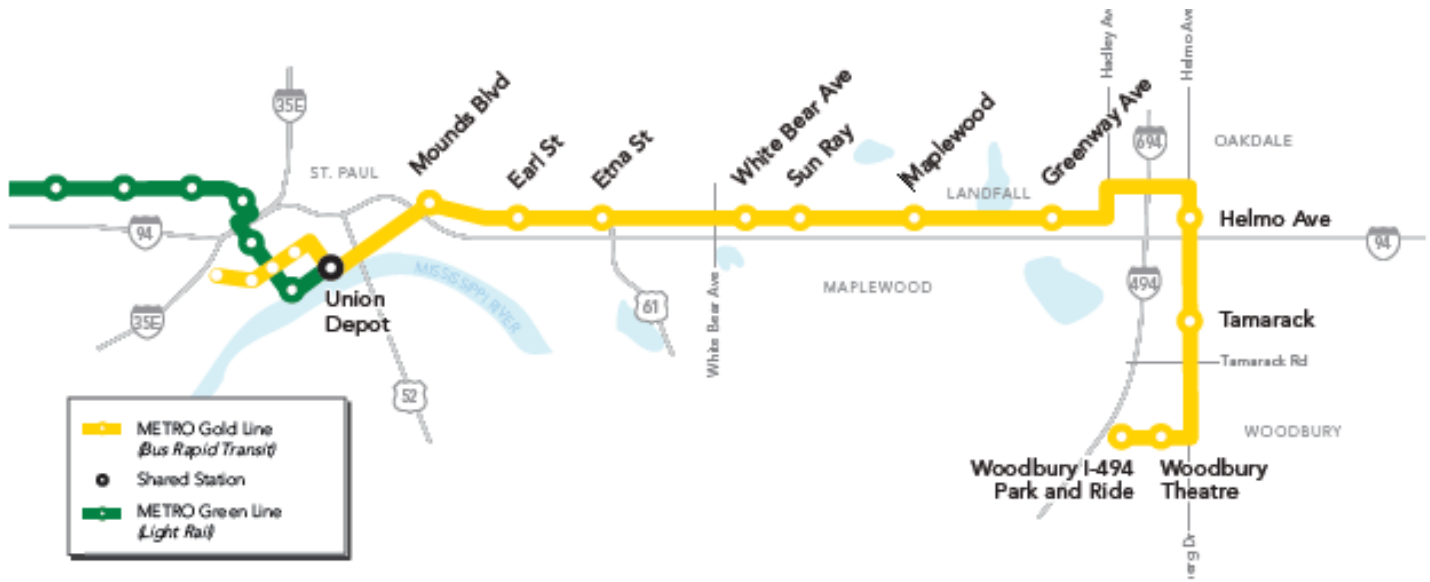 Hadley Av
Helmo Ave
35E
Mounds Blvd
Earl St
Etna St
White Bear Ave
Sun Ray
Maplewood
Greenway Ave
694
OAKDALE
ST. PAUL
LANDFALL
Helmo Ave
94
94
MISSISSIPPI RIVER
Union
Depot
MAPLEWOOD
494
61
White Bear Ave
35E
Tamarack
Tamarack Rd
52
WOODBURY
Woodbury I-494
Park and Ride
Woodbury
Theatre
erg Dr
METRO Gold Line
(Bus Rapid Transit)
Shared Station
METRO Green Line
(Light Rail)